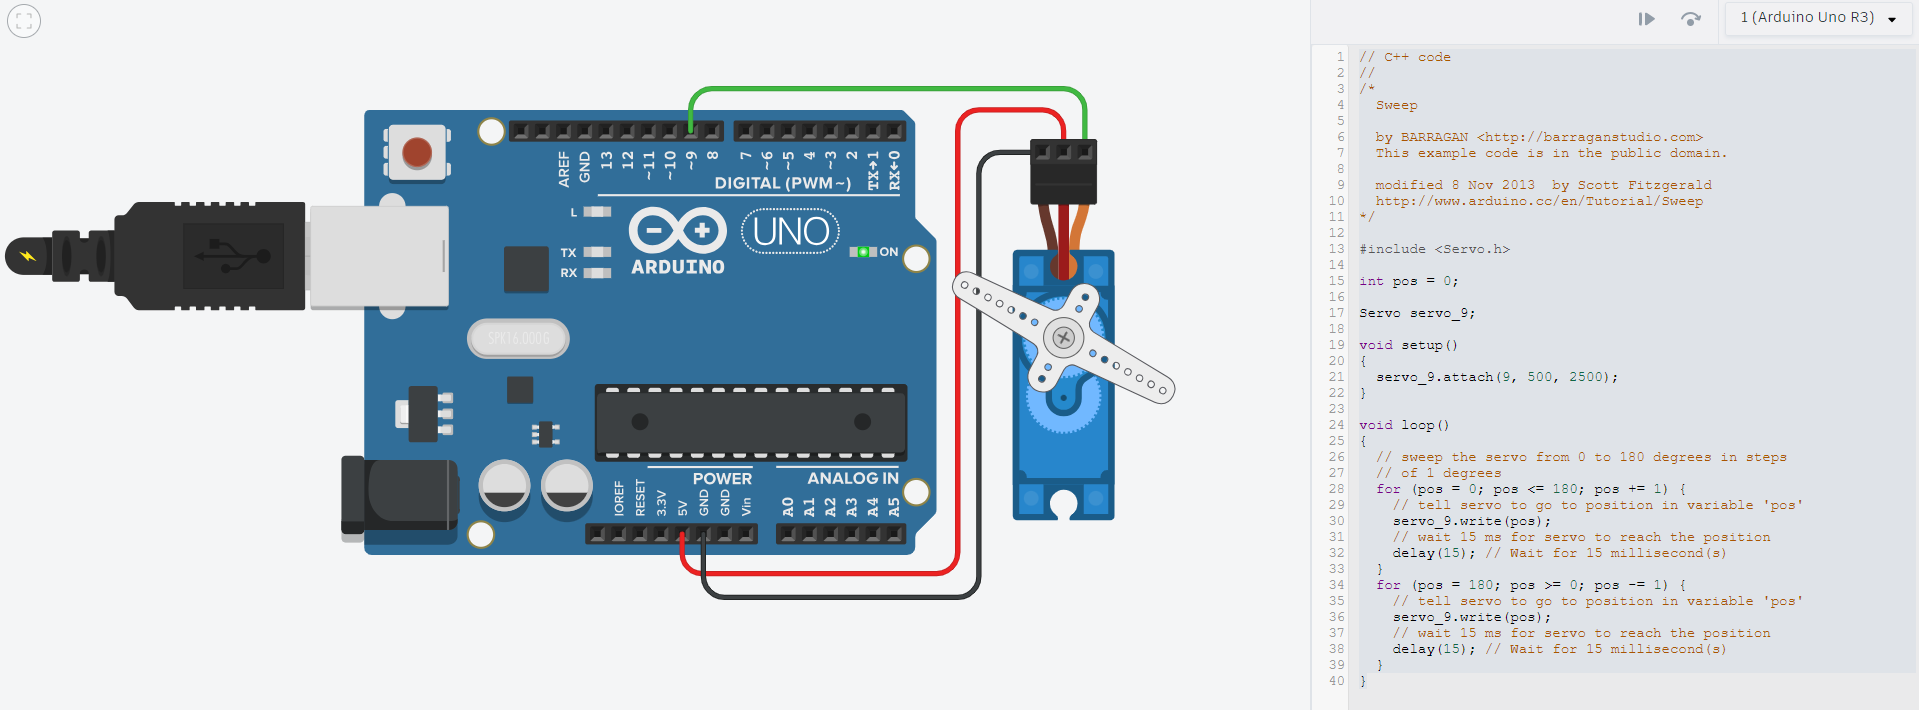 1 (Arduino Uno R3)
AREF
GND
13
12
~11
~10
~9
8
7
~6
~5
4
~3
2
TX→1
RX←0
DIGITAL (PWM~)
L
TX
RX
ARDUINO
UNO
ON
SPK16.000G
POWER
ANALOG IN
IOREF
RESET
3.3V
5V
GND
GND
Vin
A0
A1
A2
A3
A4
A5
1 // C++ code
2 //
3 /*
4 Sweep
5
6 by BARRAGAN <http://barraganstudio.com>
7 This example code is in the public domain.
8
9 modified 8 Nov 2013  by Scott Fitzgerald
10 http://www.arduino.cc/en/Tutorial/Sweep
11 */
12
13 #include <Servo.h>
14
15 int pos = 0;
16
17 Servo servo_9;
18
19 void setup()
20 {
21 servo_9.attach(9, 500, 2500);
22 }
23
24 void loop()
25 {
26 // sweep the servo from 0 to 180 degrees in steps
27 // of 1 degrees
28 for (pos = 0; pos <= 180; pos += 1) {
29 // tell servo to go to position in variable 'pos'
30 servo_9.write(pos);
31 // wait 15 ms for servo to reach the position
32 delay(15); // Wait for 15 millisecond(s)
33 }
34 for (pos = 180; pos >= 0; pos -= 1) {
35 // tell servo to go to position in variable 'pos'
36 servo_9.write(pos);
37 // wait 15 ms for servo to reach the position
38 delay(15); // Wait for 15 millisecond(s)
39 }
40 }